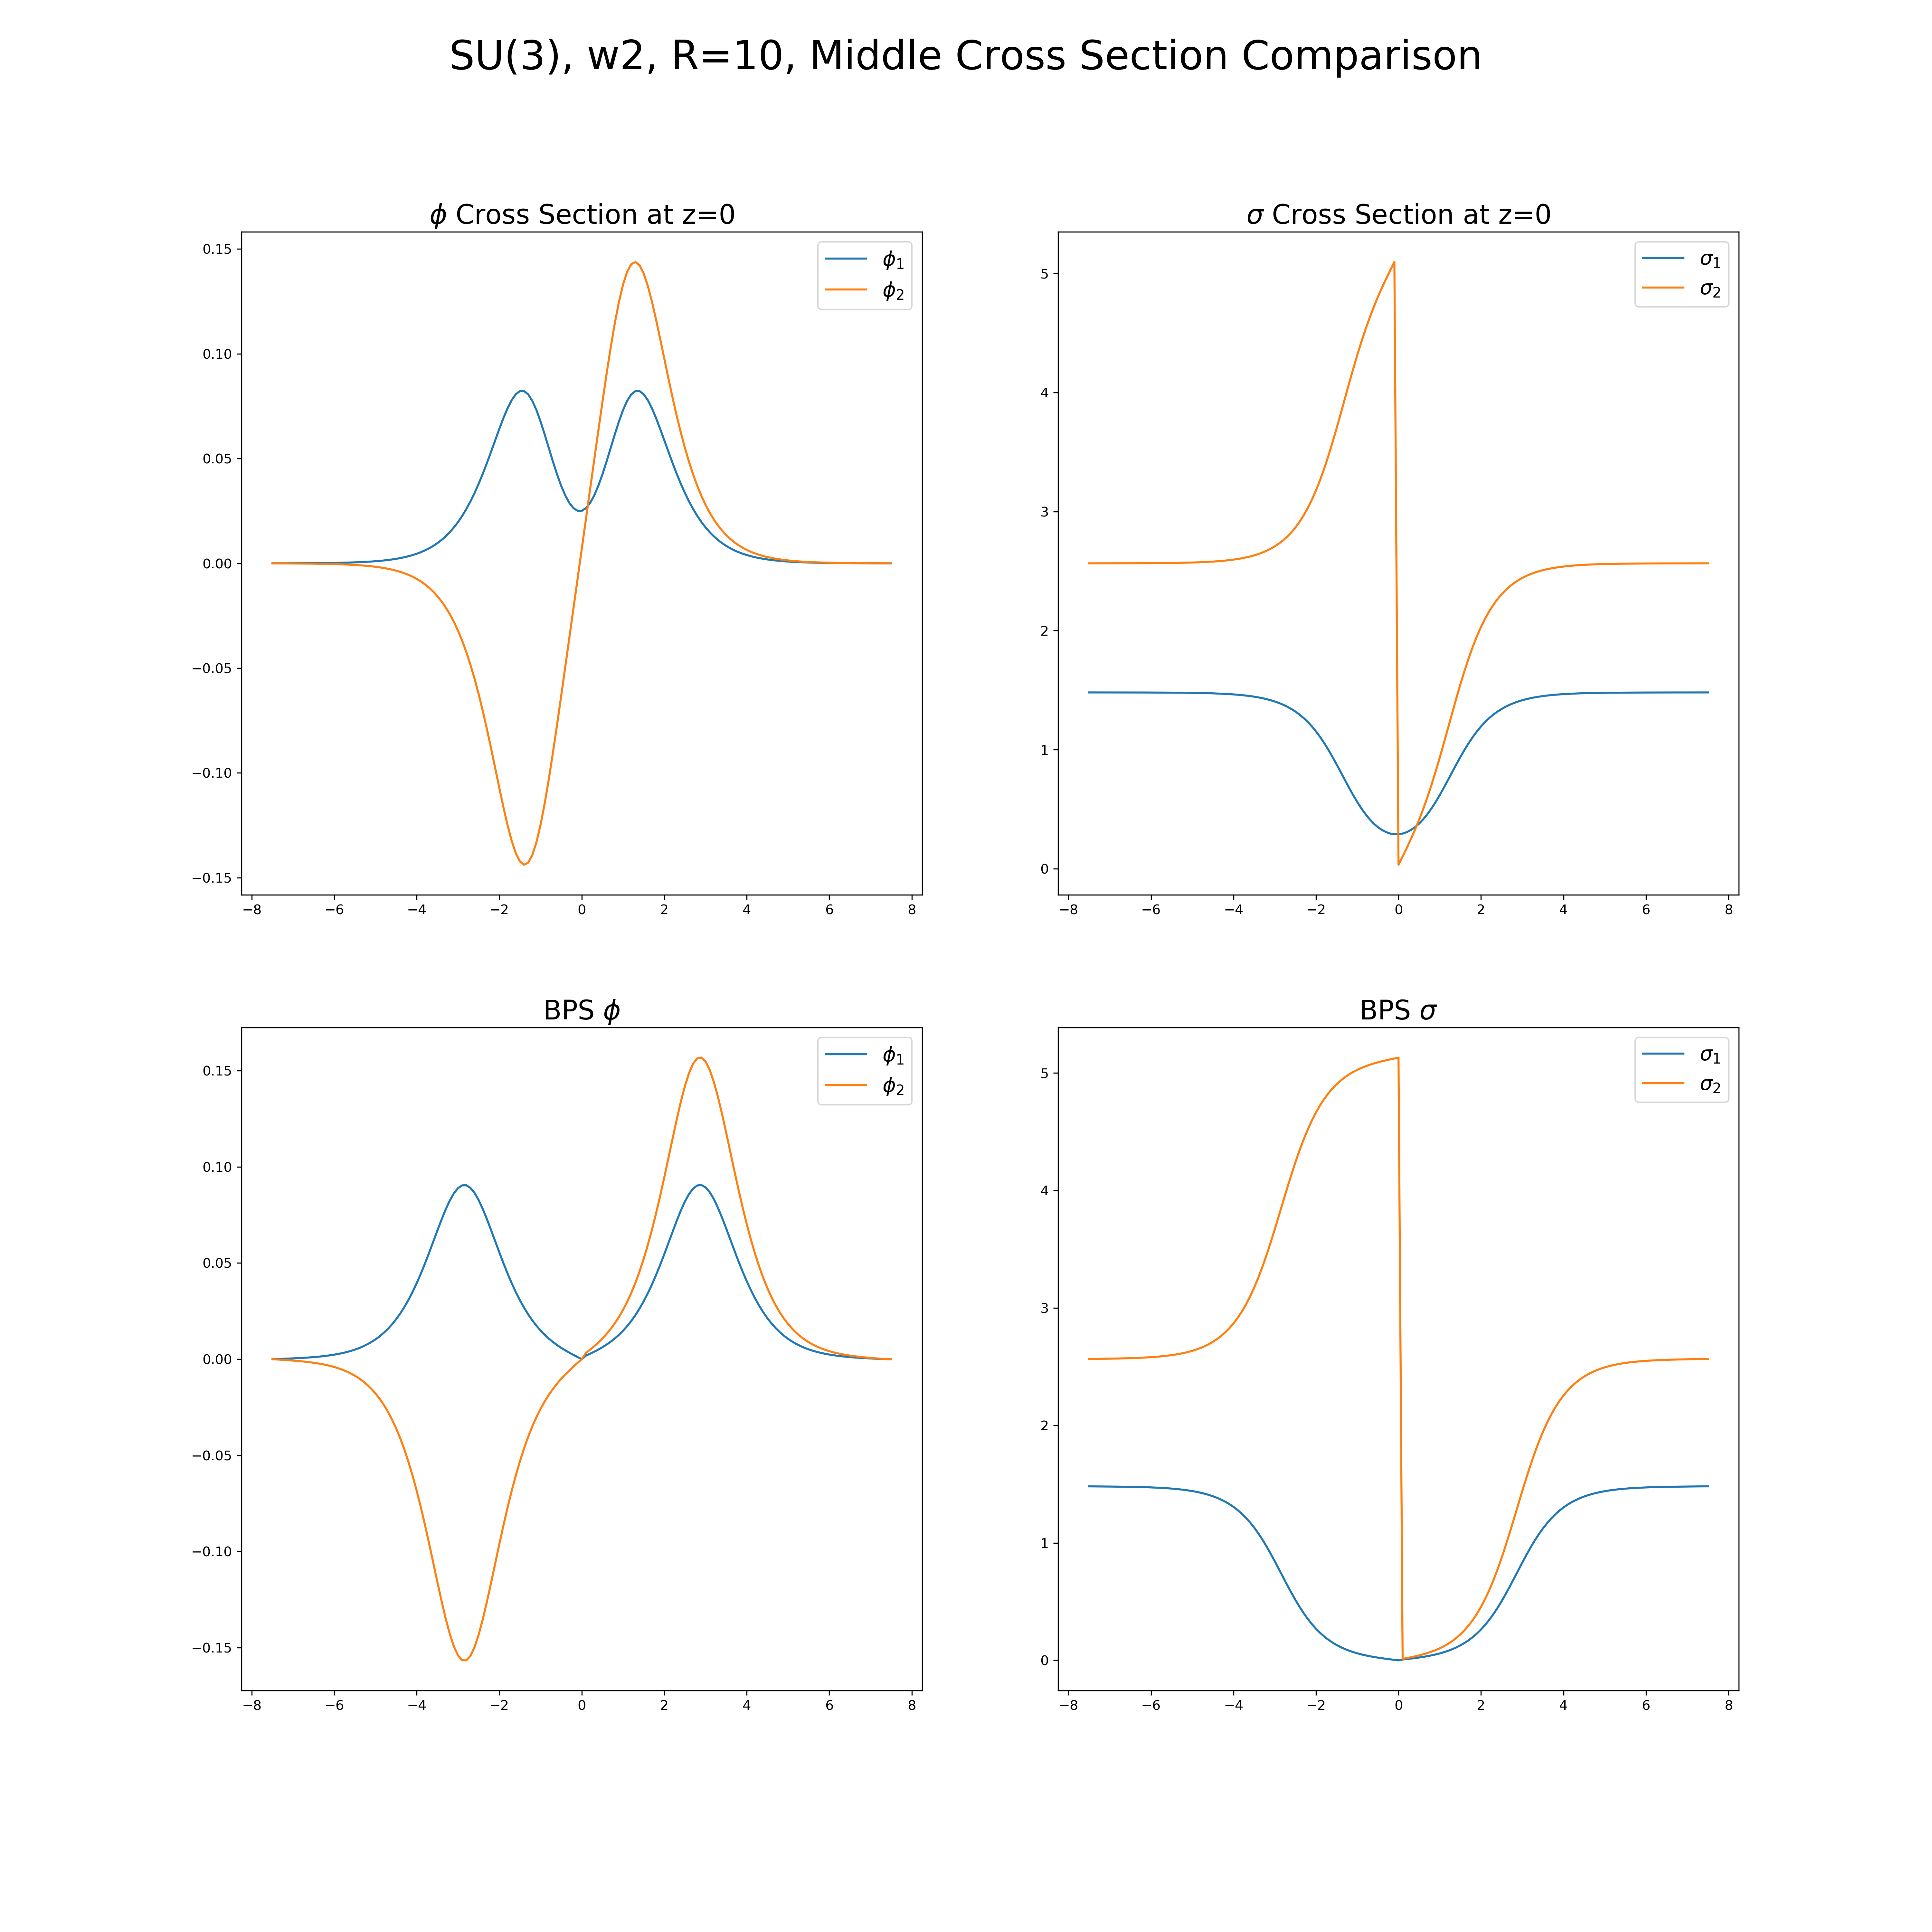 SU(3), w2, R=10, Middle Cross Section Comparison
ϕ Cross Section at z=0
0.15
0.10
0.05
0.00
−0.05
−0.10
−0.15
−8 −6 −4 −2 0 2 4 6 8
ϕ₁
ϕ₂
σ Cross Section at z=0
5
4
3
2
1
0
−8 −6 −4 −2 0 2 4 6 8
σ₁
σ₂
BPS ϕ
0.15
0.10
0.05
0.00
−0.05
−0.10
−0.15
−8 −6 −4 −2 0 2 4 6 8
ϕ₁
ϕ₂
BPS σ
5
4
3
2
1
0
−8 −6 −4 −2 0 2 4 6 8
σ₁
σ₂